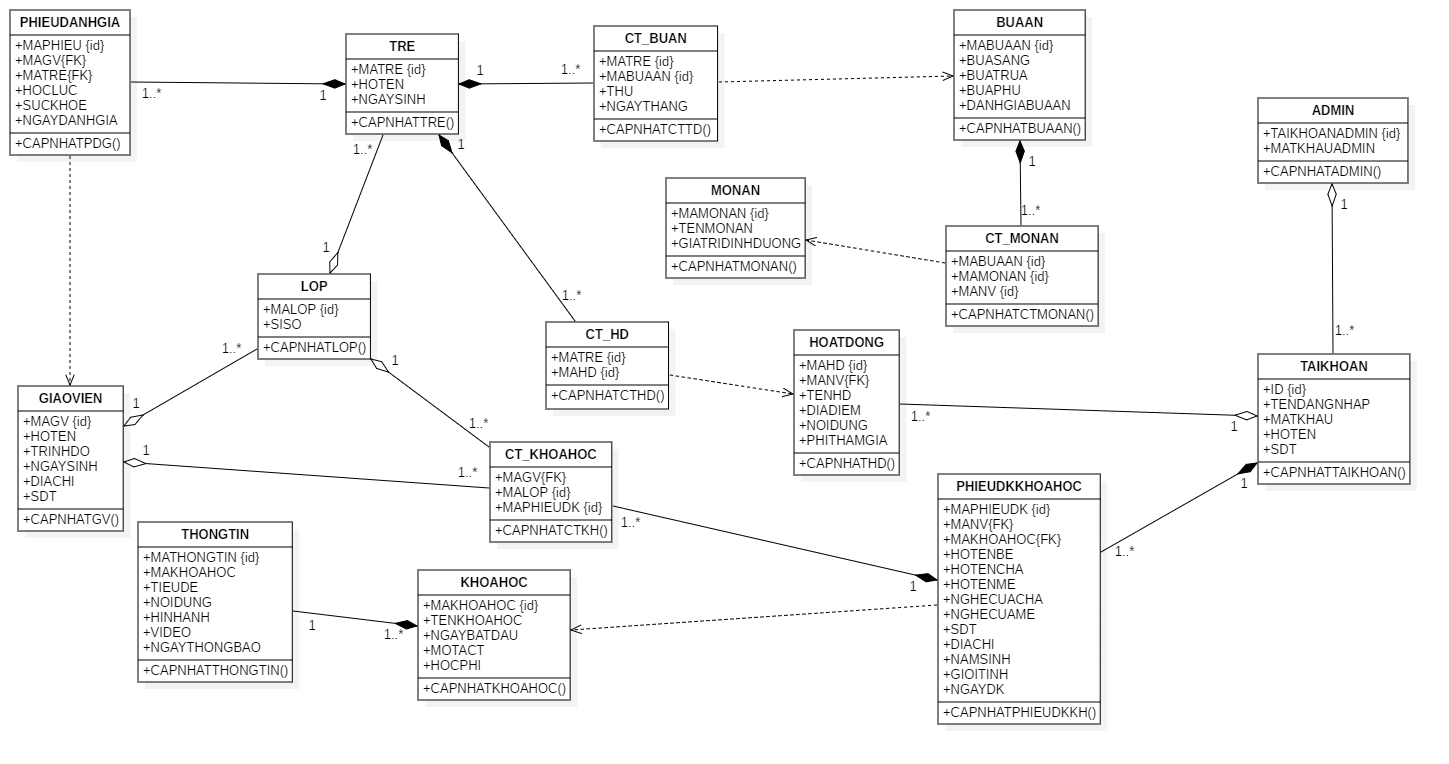 PHIEUDANHGIA
+MAPHIEU {id}
+MAGV{FK}
+MATRE{FK}
+HOCLUC
+SUCKHOE
+NGAYDANHGIA
+CAPNHATPDG()
1..*
1
TRE
+MATRE {id}
+HOTEN
+NGAYSINH
+CAPNHATTRE()
1
1..*
CT_BUAN
+MATRE {id}
+MABUAAN {id}
+THU
+NGAYTHANG
+CAPNHATCTTD()
BUAAN
+MABUAAN {id}
+BUASANG
+BUATRUA
+BUAPHU
+DANHGIABUAAN
+CAPNHATBUAAN()
1
1..*
ADMIN
+TAIKHOANADMIN {id}
+MATKHAUADMIN
+CAPNHATADMIN()
1
1..*
1..*
1
1
1..*
MONAN
+MAMONAN {id}
+TENMONAN
+GIATRIDINHDUONG
+CAPNHATMONAN()
CT_MONAN
+MABUAAN {id}
+MAMONAN {id}
+MANV {id}
+CAPNHATCTMONAN()
LOP
+MALOP {id}
+SISO
+CAPNHATLOP()
1..*
1
1
1..*
CT_HD
+MATRE {id}
+MAHD {id}
+CAPNHATCTHD()
HOATDONG
+MAHD {id}
+MANV{FK}
+TENHD
+DIADIEM
+NOIDUNG
+PHITHAMGIA
+CAPNHATHD()
1..*
1
TAIKHOAN
+ID {id}
+TENDANGNHAP
+MATKHAU
+HOTEN
+SDT
+CAPNHATTAIKHOAN()
1
1..*
GIAOVIEN
+MAGV {id}
+HOTEN
+TRINHDO
+NGAYSINH
+DIACHI
+SDT
+CAPNHATGV()
1
1..*
CT_KHOAHOC
+MAGV{FK}
+MALOP {id}
+MAPHIEUDK {id}
+CAPNHATCTKH()
1..*
1
PHIEUDKKHOAHOC
+MAPHIEUDK {id}
+MANV{FK}
+MAKHOAHOC{FK}
+HOTENBE
+HOTENCHA
+HOTENME
+NGHECUACHA
+NGHECUAME
+SDT
+DIACHI
+NAMSINH
+GIOITINH
+NGAYDK
+CAPNHATPHIEUDKKH()
THONGTIN
+MATHONGTIN {id}
+MAKHOAHOC
+TIEUDE
+NOIDUNG
+HINHANH
+VIDEO
+NGAYTHONGBAO
+CAPNHATTHONGTIN()
1
1..*
KHOAHOC
+MAKHOAHOC {id}
+TENKHOAHOC
+NGAYBATDAU
+MOTACT
+HOCPHI
+CAPNHATKHOAHOC()